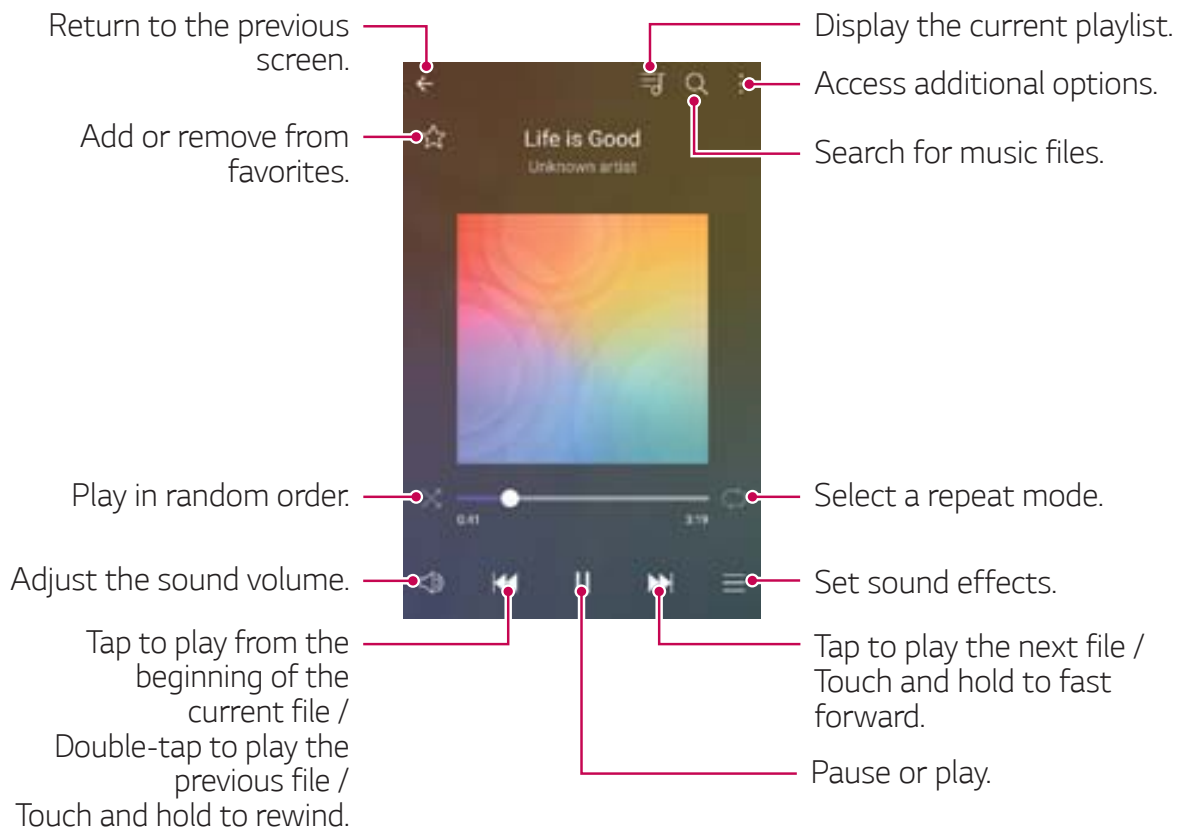 Return to the previous
screen.
Add or remove from
favorites.
Play in random order.
Adjust the sound volume.
Tap to play from the
beginning of the
current file /
Double-tap to play the
previous file /
Touch and hold to rewind.
Life is Good
Unknown artist
0:41
3:19
Display the current playlist.
Access additional options.
Search for music files.
Select a repeat mode.
Set sound effects.
Tap to play the next file /
Touch and hold to fast
forward.
Pause or play.